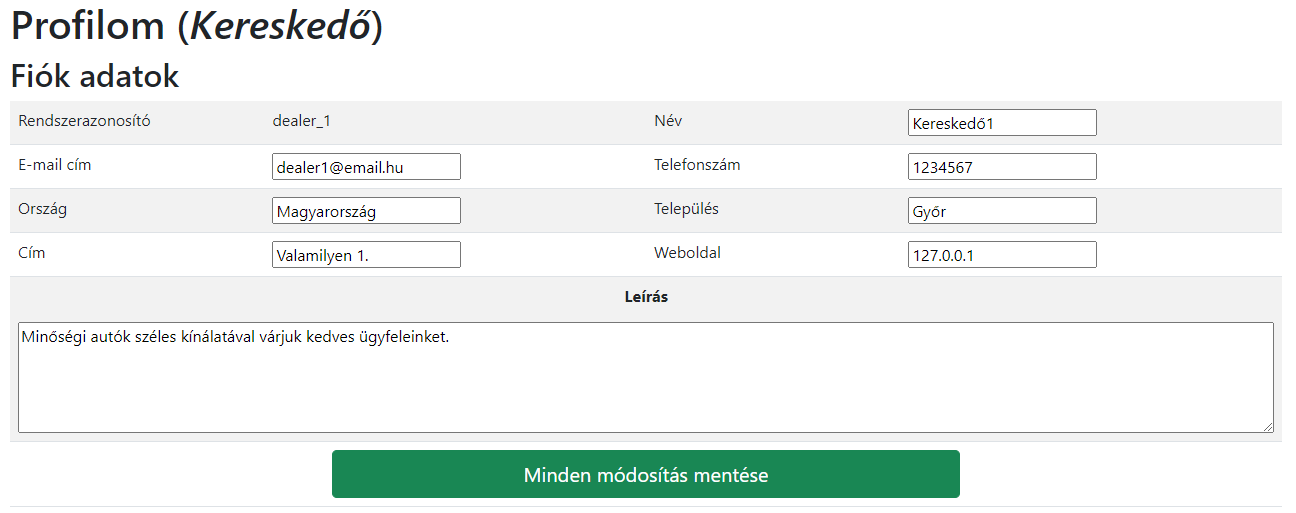 Profilom (Kereskedő)
Fiók adatok
Rendszerazonosító dealer_1 Név Kereskedő1
E-mail cím dealer1@email.hu Telefonszám 1234567
Ország Magyarország Település Győr
Cím Valamilyen 1. Weboldal 127.0.0.1
Leírás
Minőségi autók széles kínálatával várjuk kedves ügyfeleinket.
Minden módosítás mentése